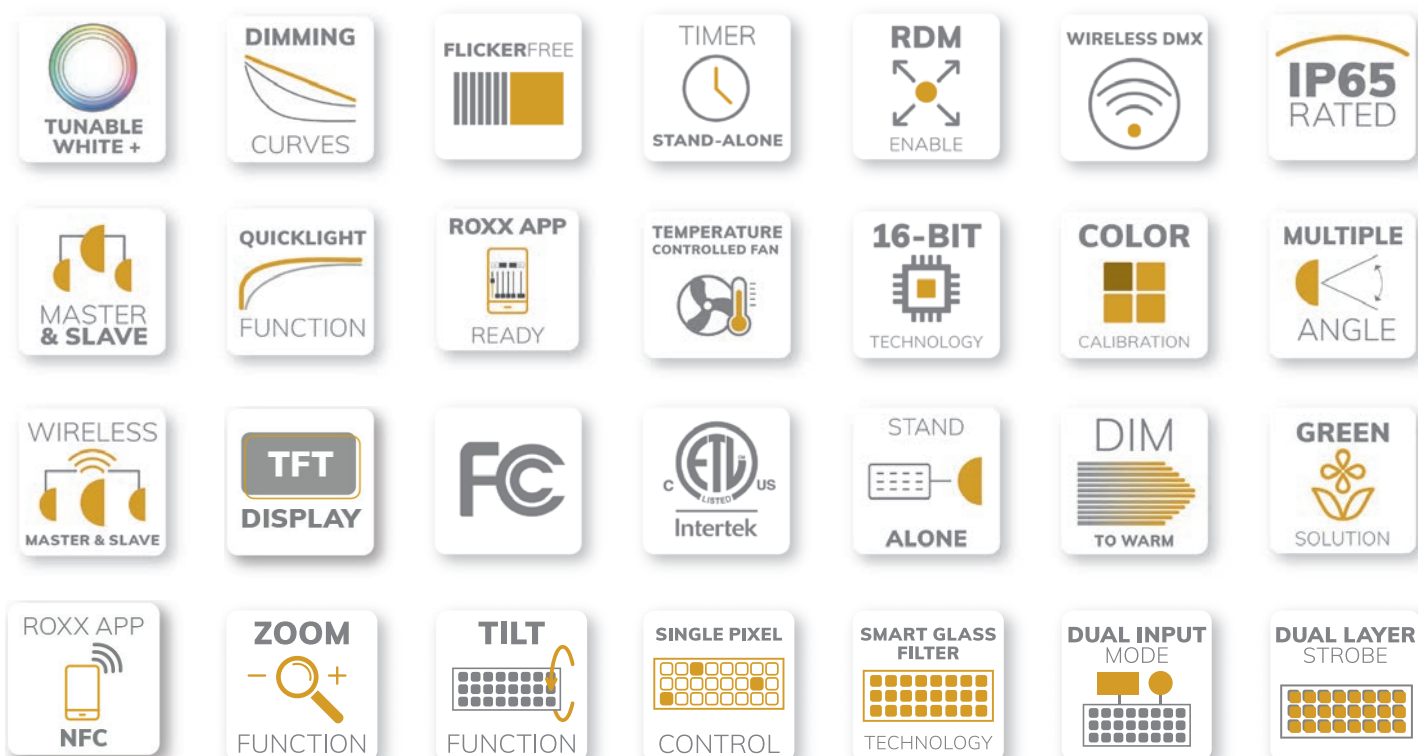 TUNABLE
WHITE +
DIMMING
CURVES
FLICKERFREE
TIMER
STAND-ALONE
RDM
ENABLE
WIRELESS DMX
IP65
RATED
MASTER
& SLAVE
QUICKLIGHT
FUNCTION
ROXX APP
READY
TEMPERATURE
CONTROLLED FAN
16-BIT
TECHNOLOGY
COLOR
CALIBRATION
MULTIPLE
ANGLE
WIRELESS
MASTER & SLAVE
TFT
DISPLAY
FC
ETL
C LISTED US
Intertek
STAND
ALONE
DIM
TO WARM
GREEN
SOLUTION
ROXX APP
NFC
ZOOM
FUNCTION
TILT
FUNCTION
SINGLE PIXEL
CONTROL
SMART GLASS
FILTER
TECHNOLOGY
DUAL INPUT
MODE
DUAL LAYER
STROBE